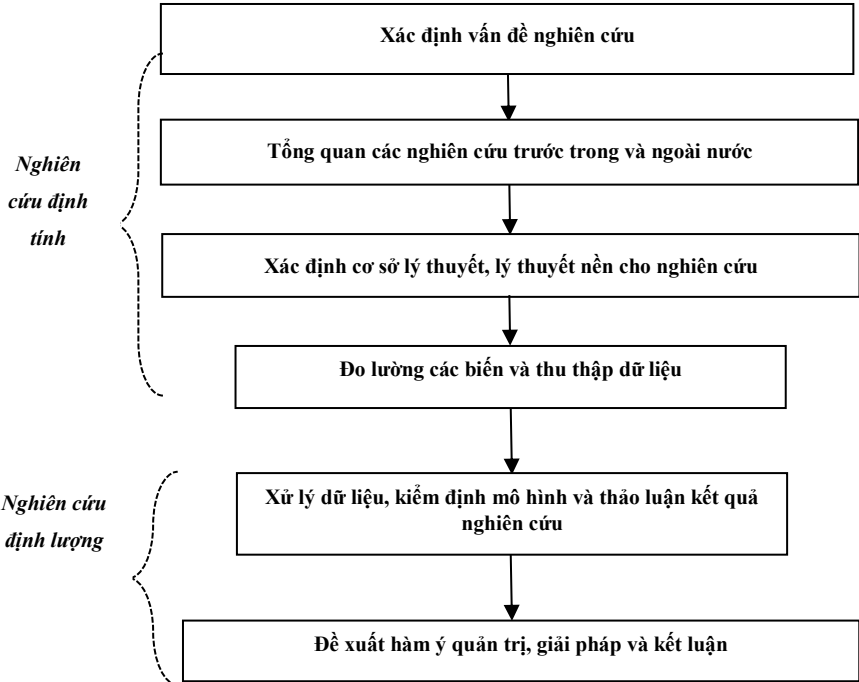 Xác định vấn đề nghiên cứu
Tổng quan các nghiên cứu trước trong và ngoài nước
Nghiên
cứu định
tính
Xác định cơ sở lý thuyết, lý thuyết nền cho nghiên cứu
Đo lường các biến và thu thập dữ liệu
Nghiên cứu
định lượng
Xử lý dữ liệu, kiểm định mô hình và thảo luận kết quả
nghiên cứu
Đề xuất hàm ý quản trị, giải pháp và kết luận